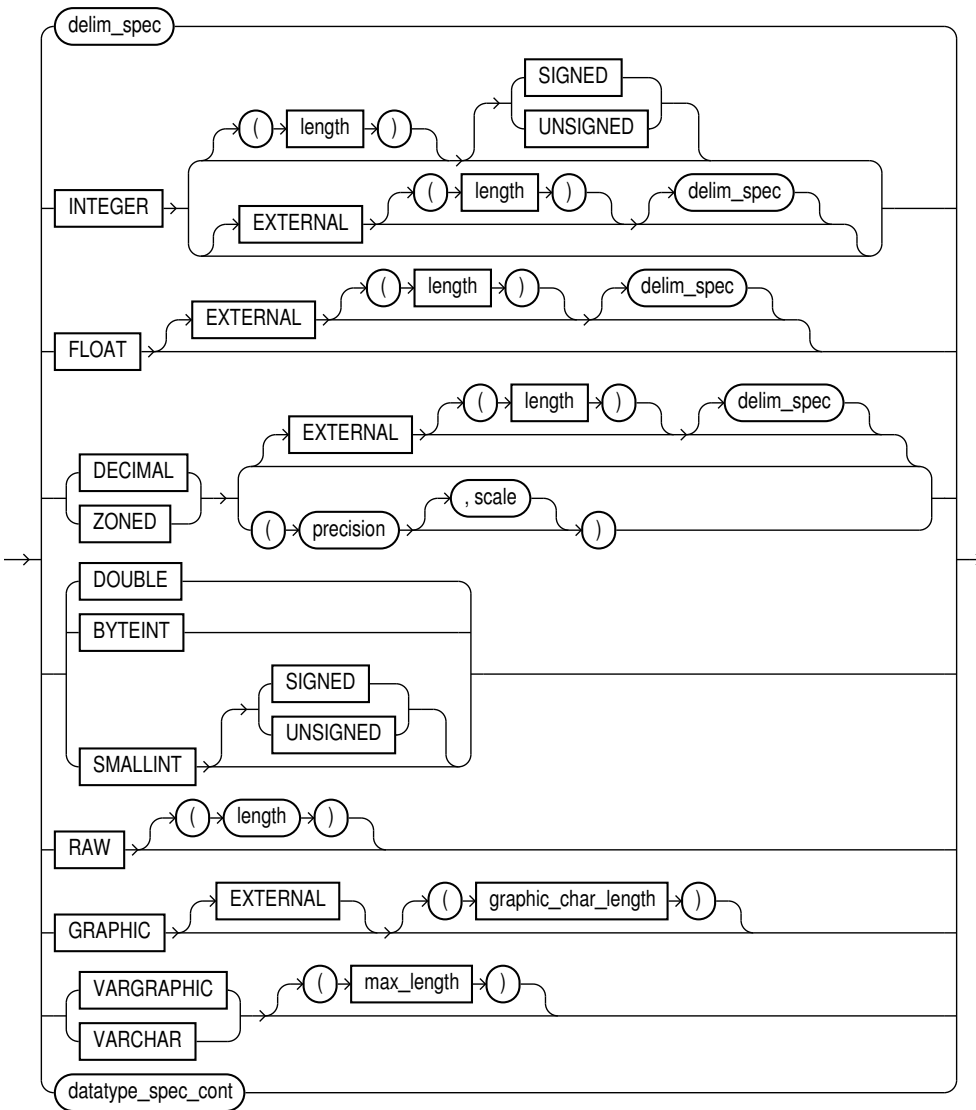 delim_spec
SIGNED
( length ) UNSIGNED
( length ) delim_spec
INTEGER EXTERNAL
( length ) delim_spec
EXTERNAL
FLOAT
( length ) delim_spec
EXTERNAL
DECIMAL
ZONED ( precision , scale )
DOUBLE
BYTEINT
SIGNED
UNSIGNED
SMALLINT
( length )
RAW
EXTERNAL ( graphic_char_length )
GRAPHIC
VARGRAPHIC ( max_length )
VARCHAR
datatype_spec_cont